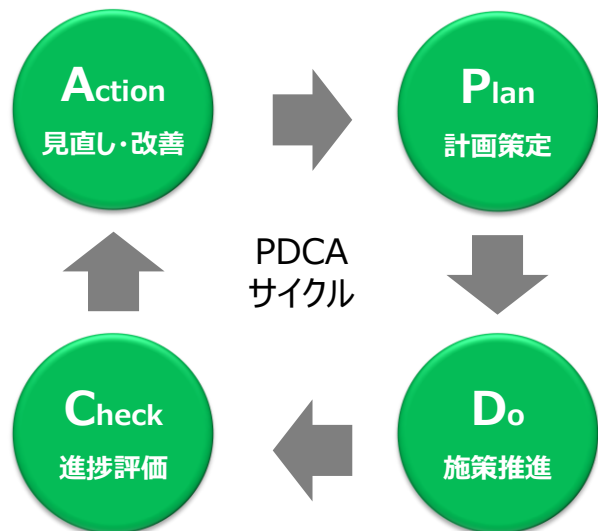 Action
見直し・改善
Plan
計画策定
PDCA
サイクル
Check
進捗評価
Do
施策推進